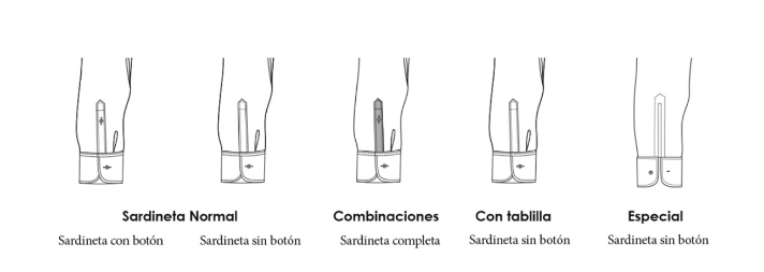 Sardineta Normal Combinaciones Con tablilla Especial
Sardineta con botón Sardineta sin botón Sardineta completa Sardineta sin botón Sardineta sin botón